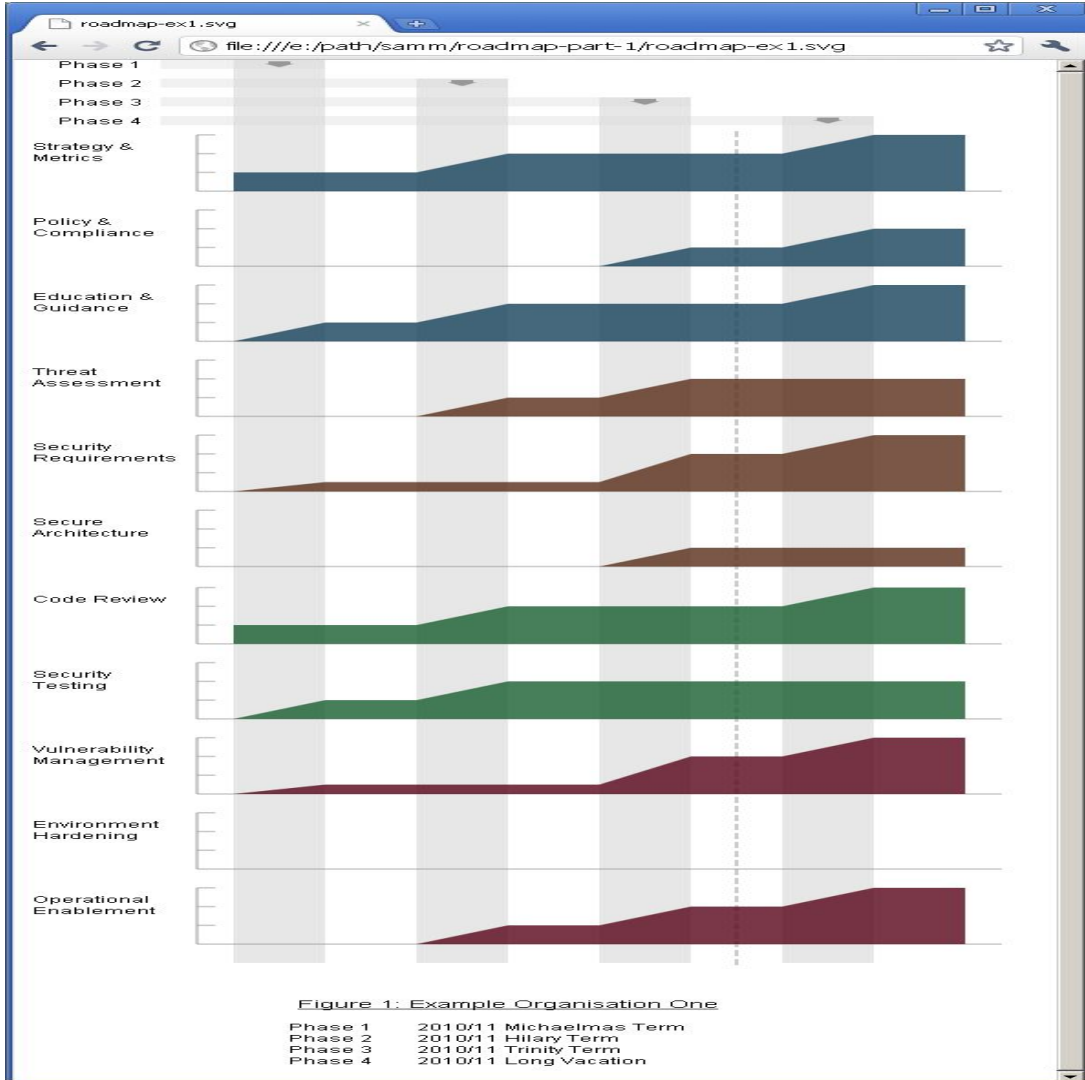 roadmap-ex1.svg
file:///e:/path/samm/roadmap-part-1/roadmap-ex1.svg
Phase 1
Phase 2
Phase 3
Phase 4
Strategy &
Metrics
Policy &
Compliance
Education &
Guidance
Threat
Assessment
Security
Requirements
Secure
Architecture
Code Review
Security
Testing
Vulnerability
Management
Environment
Hardening
Operational
Enablement
Figure 1: Example Organisation One
Phase 1 2010/11 Michaelmas Term
Phase 2 2010/11 Hilary Term
Phase 3 2010/11 Trinity Term
Phase 4 2010/11 Long Vacation